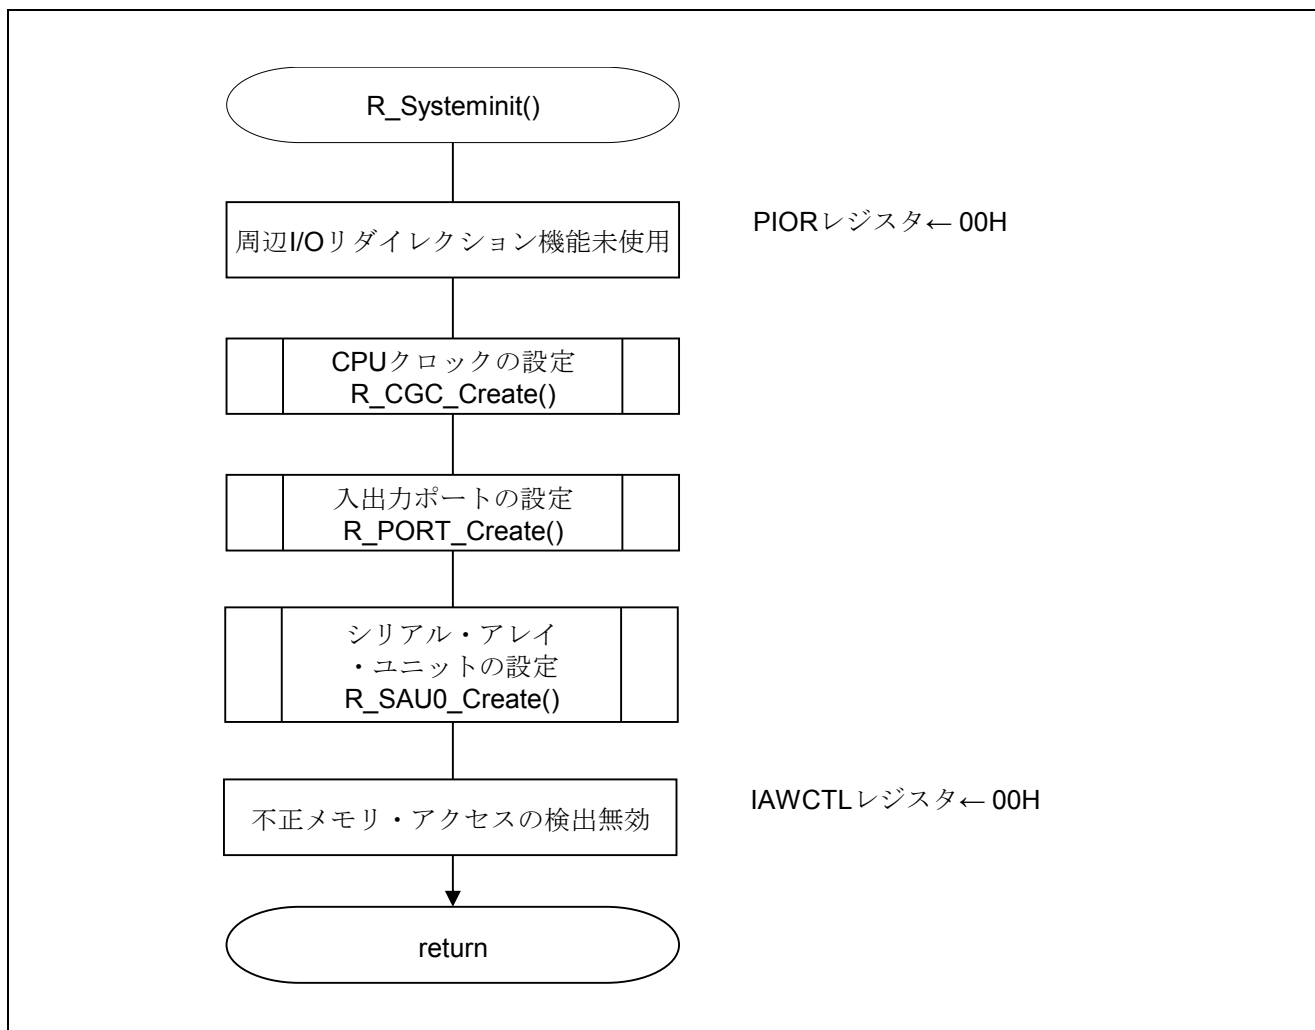 R_Systeminit()
周辺I/Oリダイレクション機能未使用
PIORレジスタ← 00H
CPUクロックの設定
R_CGC_Create()
入出力ポートの設定
R_PORT_Create()
シリアル・アレイ
・ユニットの設定
R_SAU0_Create()
不正メモリ・アクセスの検出無効
IAWCTLレジスタ← 00H
return